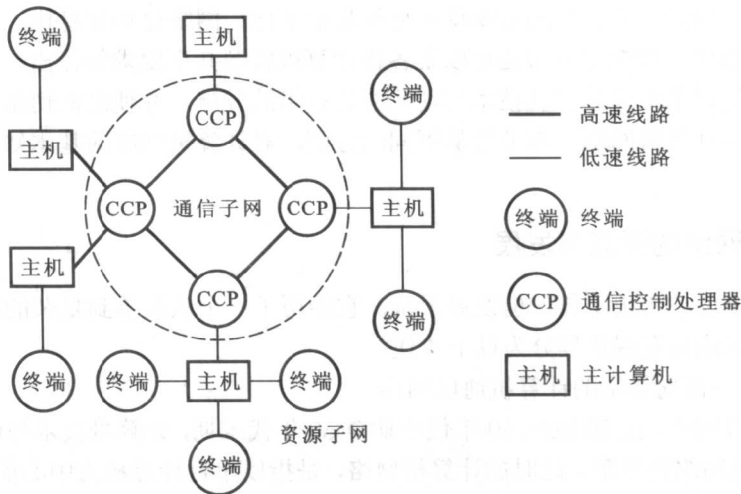 终端
主机
CCP
终端
高速线路
主机
低速线路
CCP
通信子网
CCP
主机
终端
终端
主机
CCP
CCP
通信控制处理器
终端
终端
终端
主机
终端
主机
主计算机
资源子网
终端